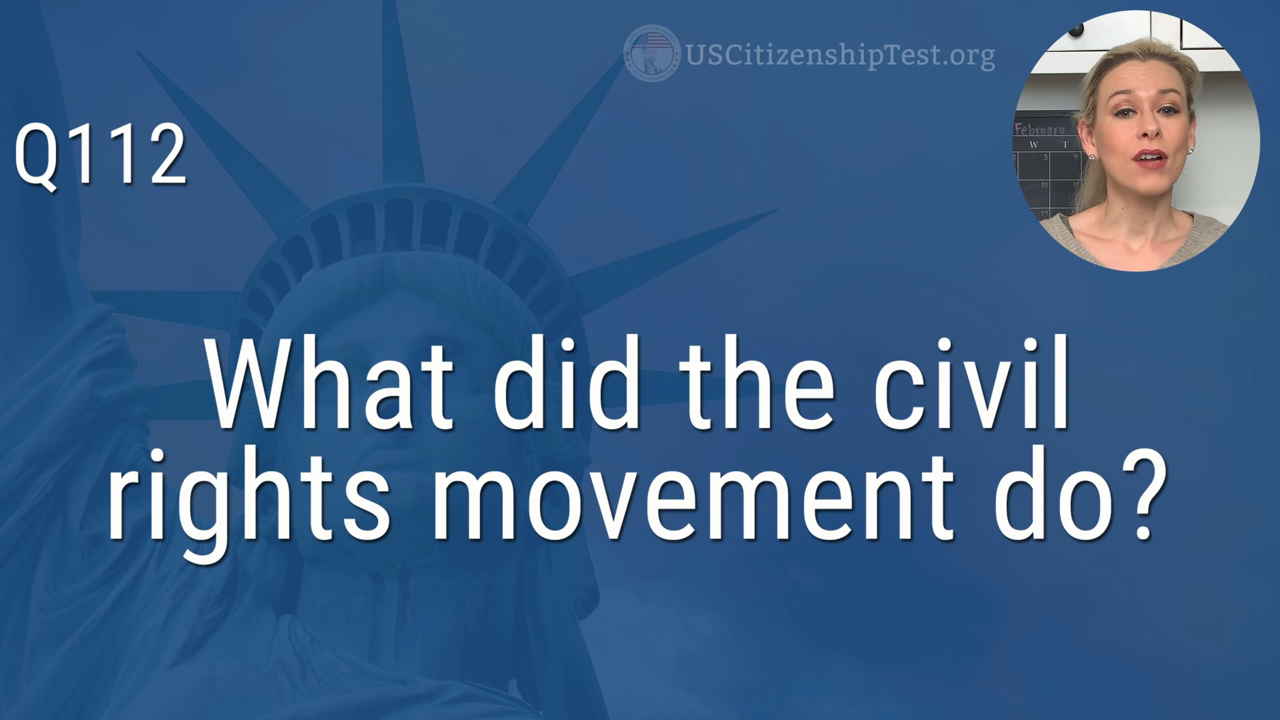 USCitizenshipTest.org
Q112
February
W T
What did the civil
rights movement do?